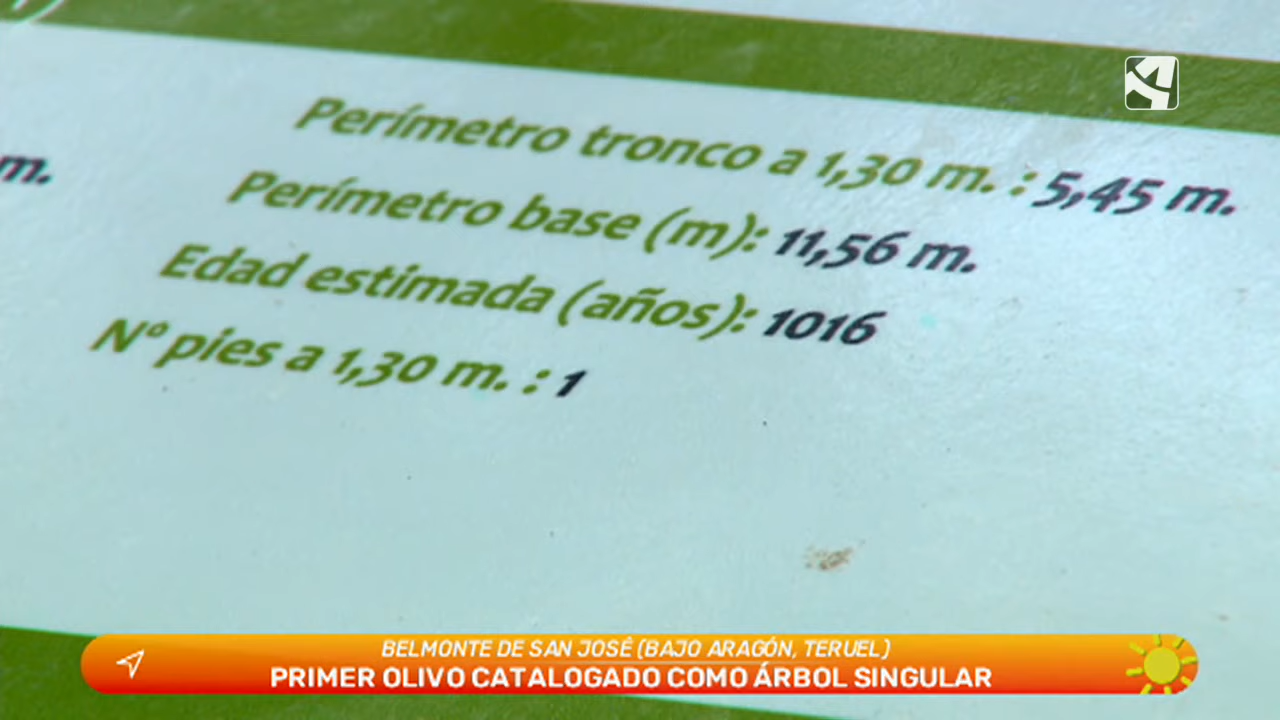 m.
Perímetro tronco a 1,30 m. : 5,45 m.
Perímetro base (m): 11,56 m.
Edad estimada (años): 1016
Nº pies a 1,30 m. : 1
BELMONTE DE SAN JOSÉ (BAJO ARAGÓN, TERUEL)
PRIMER OLIVO CATALOGADO COMO ÁRBOL SINGULAR